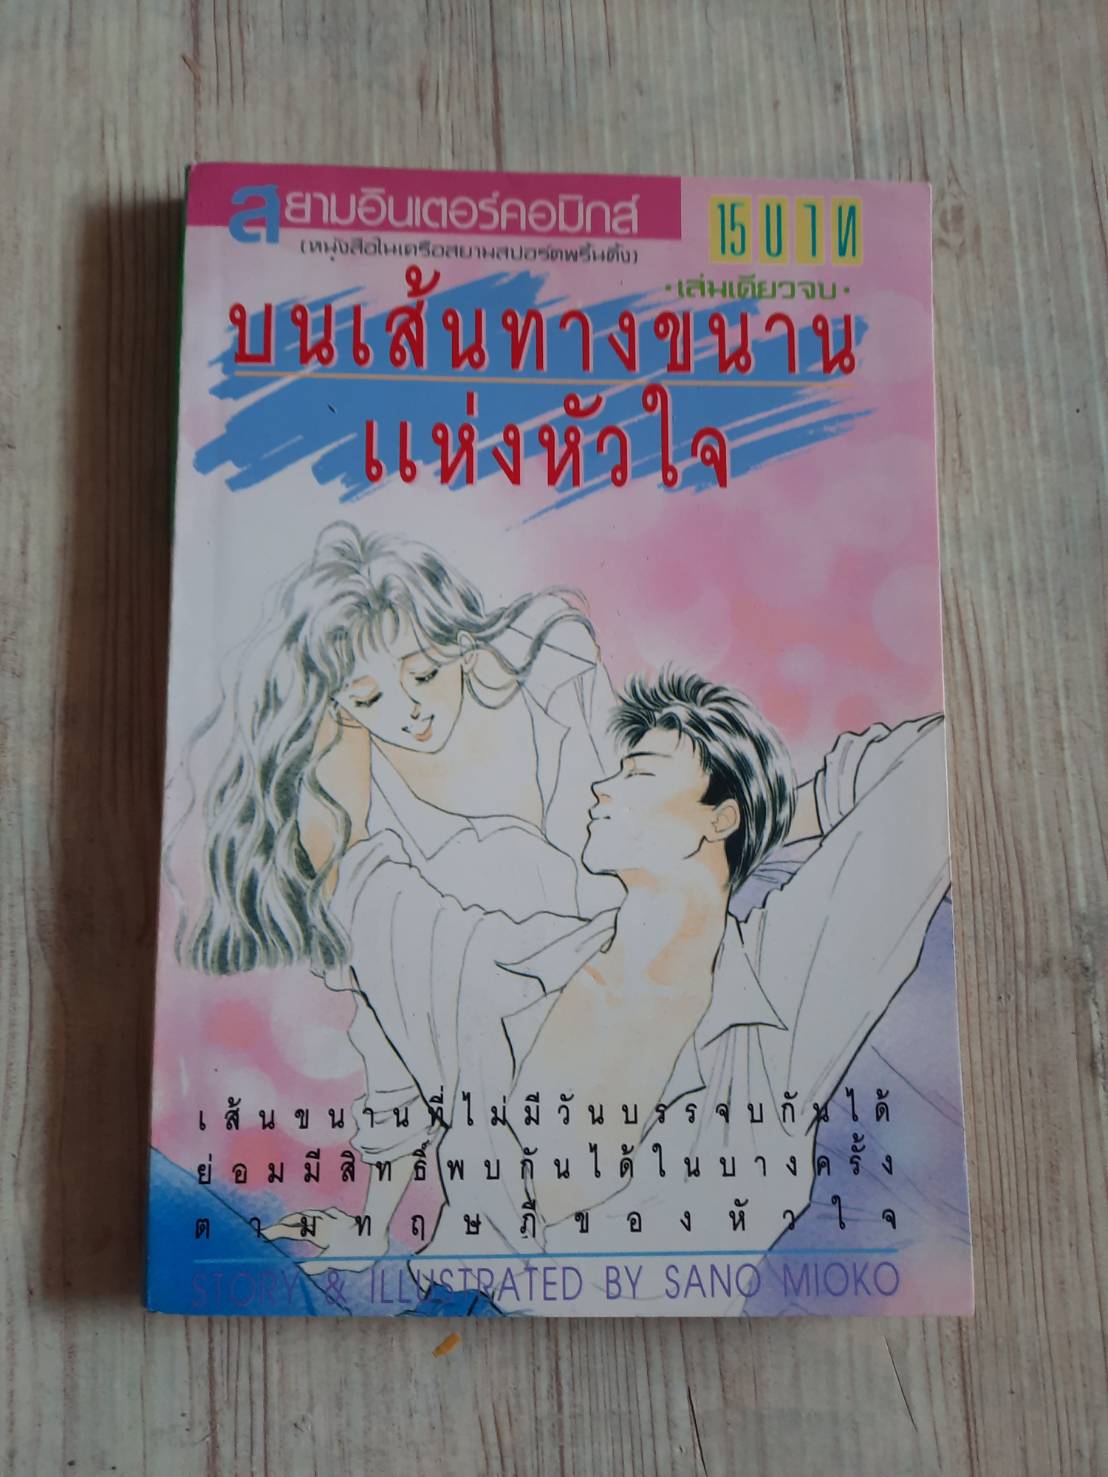 สยามอินเตอร์คอมิกส์
(หนังสือในเครือสยามสปอร์ตพริ้นติ้ง)
15 บาท
·เล่มเดียวจบ·
บนเส้นทางขนาน
แห่งหัวใจ
เส้นขนานที่ไม่มีวันบรรจบกันได้
ย่อมมีสิทธิ์พบกันได้ในบางครั้ง
ตามทฤษฎีของหัวใจ
STORY & ILLUSTRATED BY SANO MIOKO